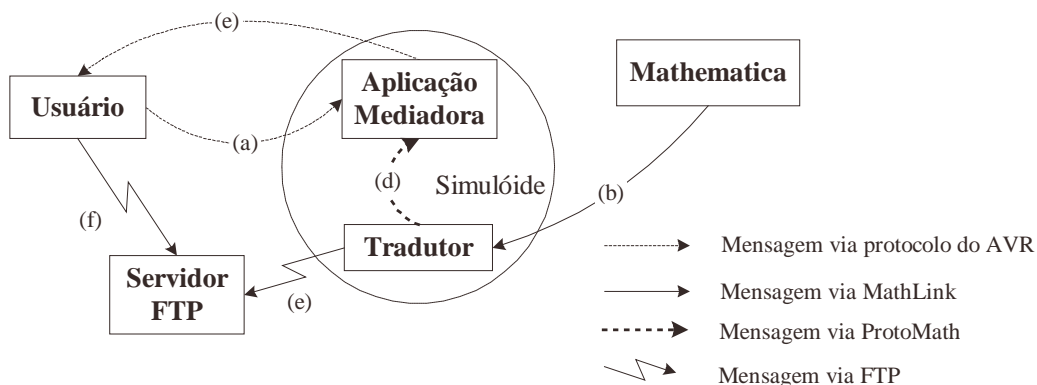 (e)
Usuário
(a)
Aplicação
Mediadora
Mathematica
(d)
Simulóide
(b)
(f)
Tradutor
Servidor
FTP
(e)
Mensagem via protocolo do AVR
Mensagem via MathLink
Mensagem via ProtoMath
Mensagem via FTP